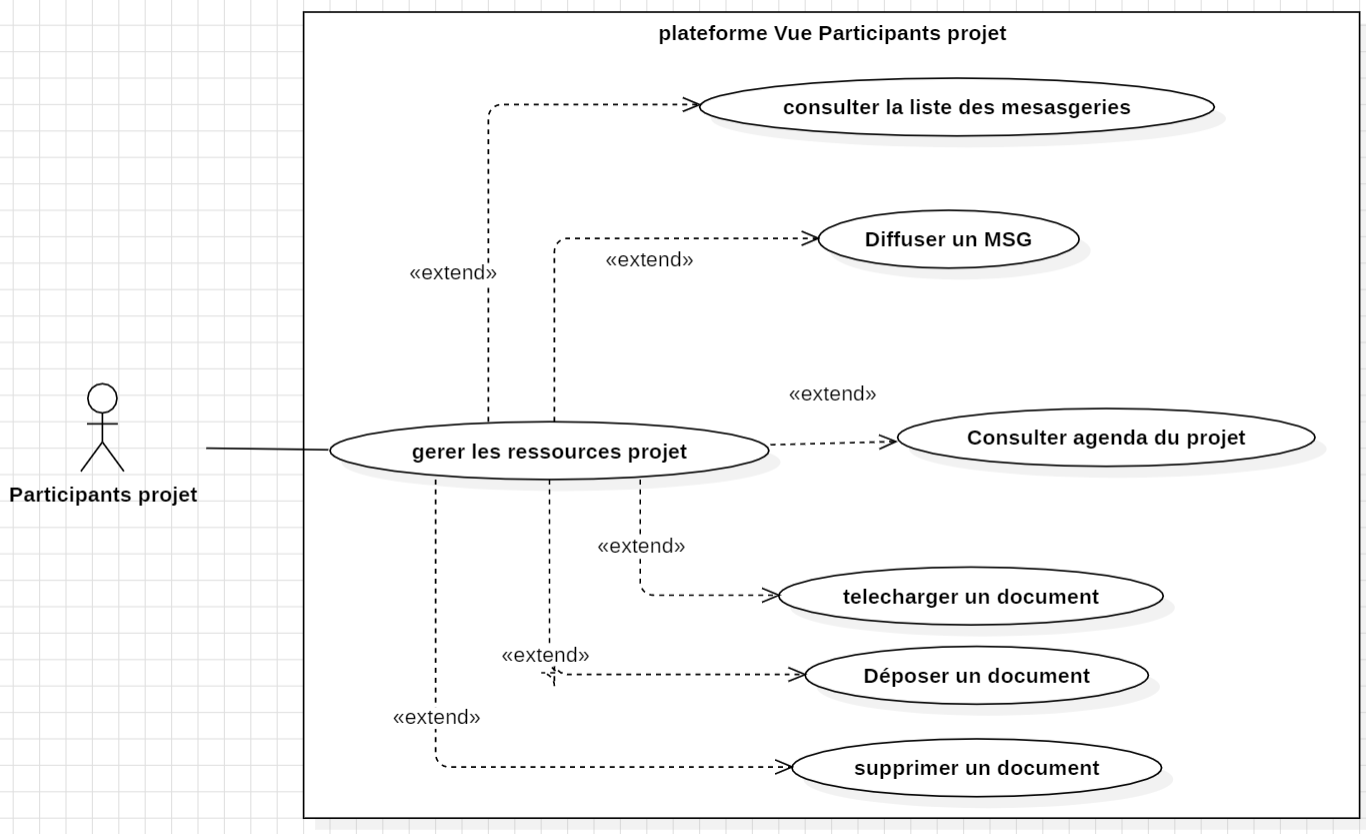 plateforme Vue Participants projet
consulter la liste des mesasgeries
Diffuser un MSG
«extend»
«extend»
«extend»
Consulter agenda du projet
gerer les ressources projet
Participants projet
«extend»
telecharger un document
«extend»
Déposer un document
«extend»
supprimer un document